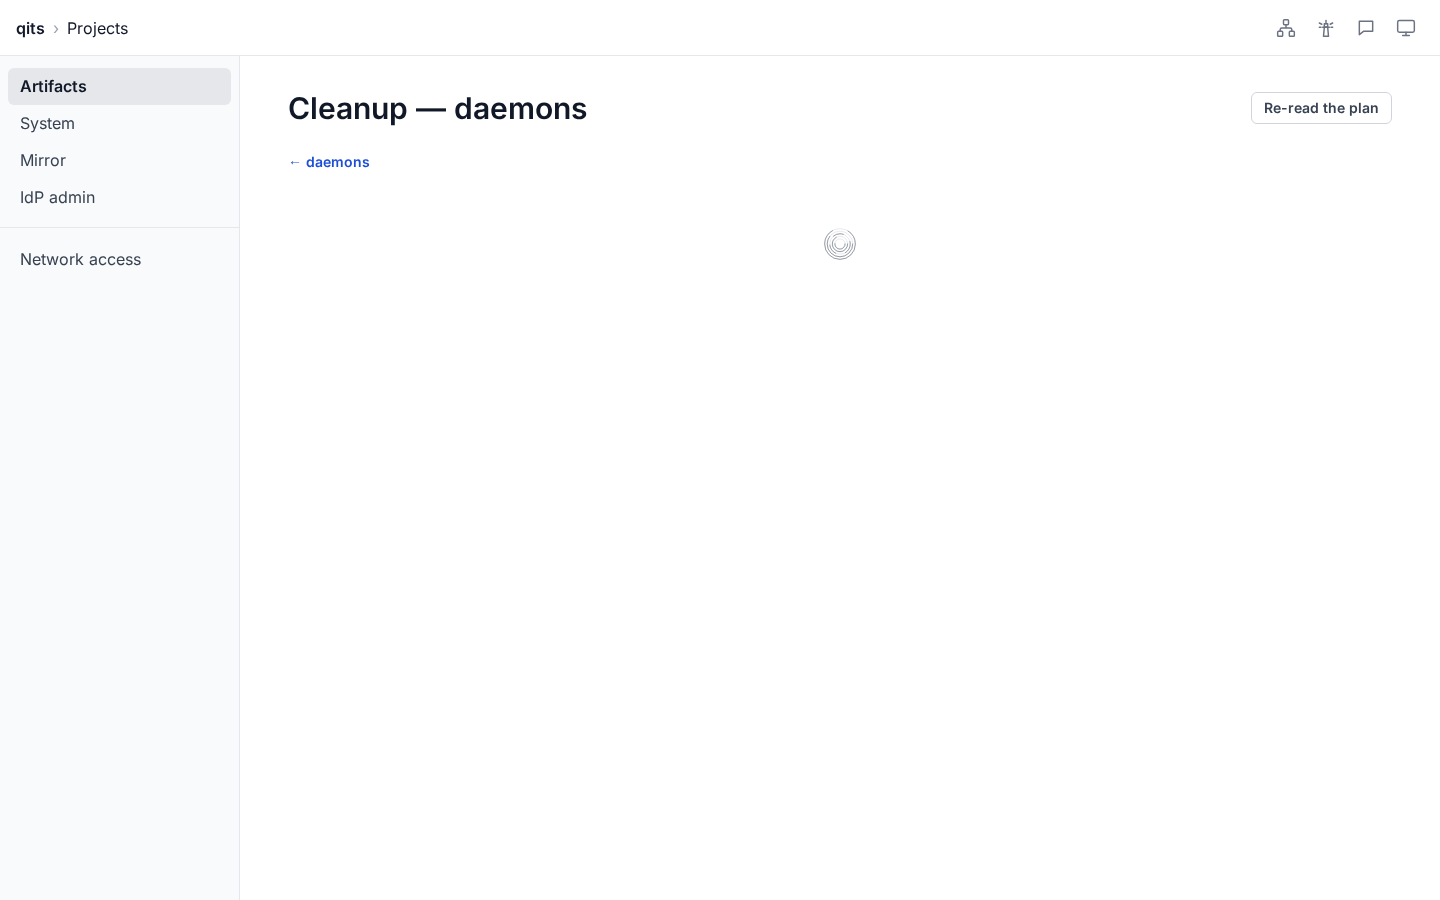 qits › Projects
Artifacts
System
Mirror
IdP admin
Network access
Cleanup — daemons
Re-read the plan
← daemons